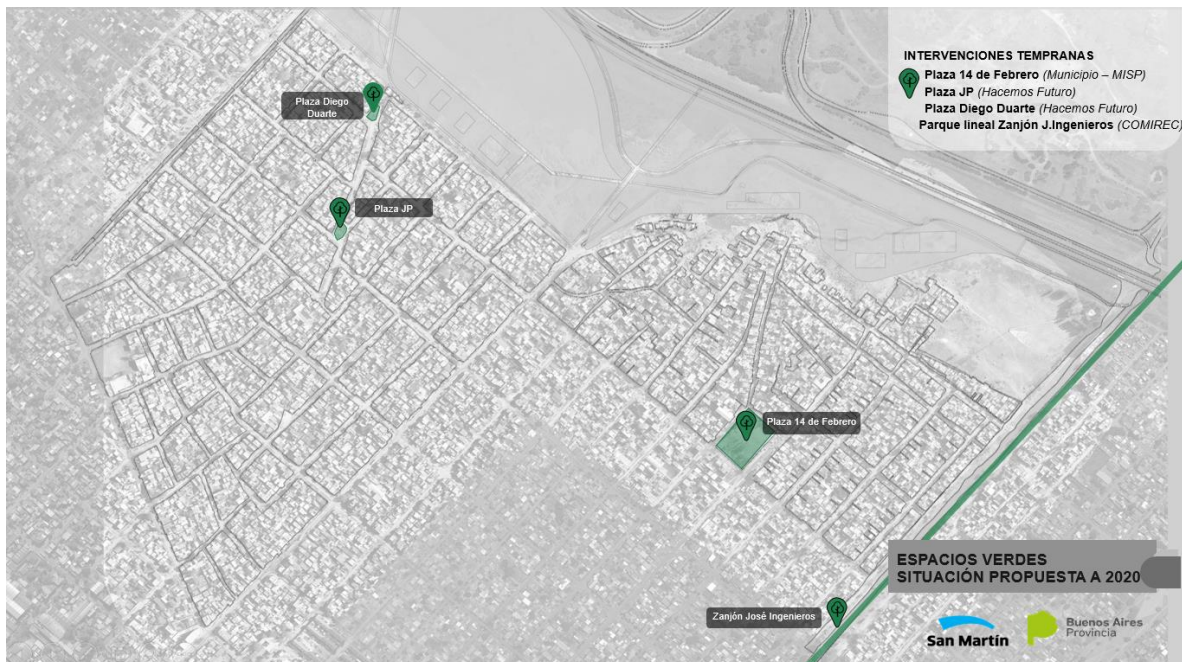 INTERVENCIONES TEMPRANAS
Plaza 14 de Febrero (Municipio – MISP)
Plaza JP (Hacemos Futuro)
Plaza Diego Duarte (Hacemos Futuro)
Parque lineal Zanjón J.Ingenieros (COMIREC)
Plaza Diego
Duarte
Plaza JP
Plaza 14 de Febrero
Zanjón José Ingenieros
ESPACIOS VERDES
SITUACIÓN PROPUESTA A 2020
San Martín
Buenos Aires
Provincia